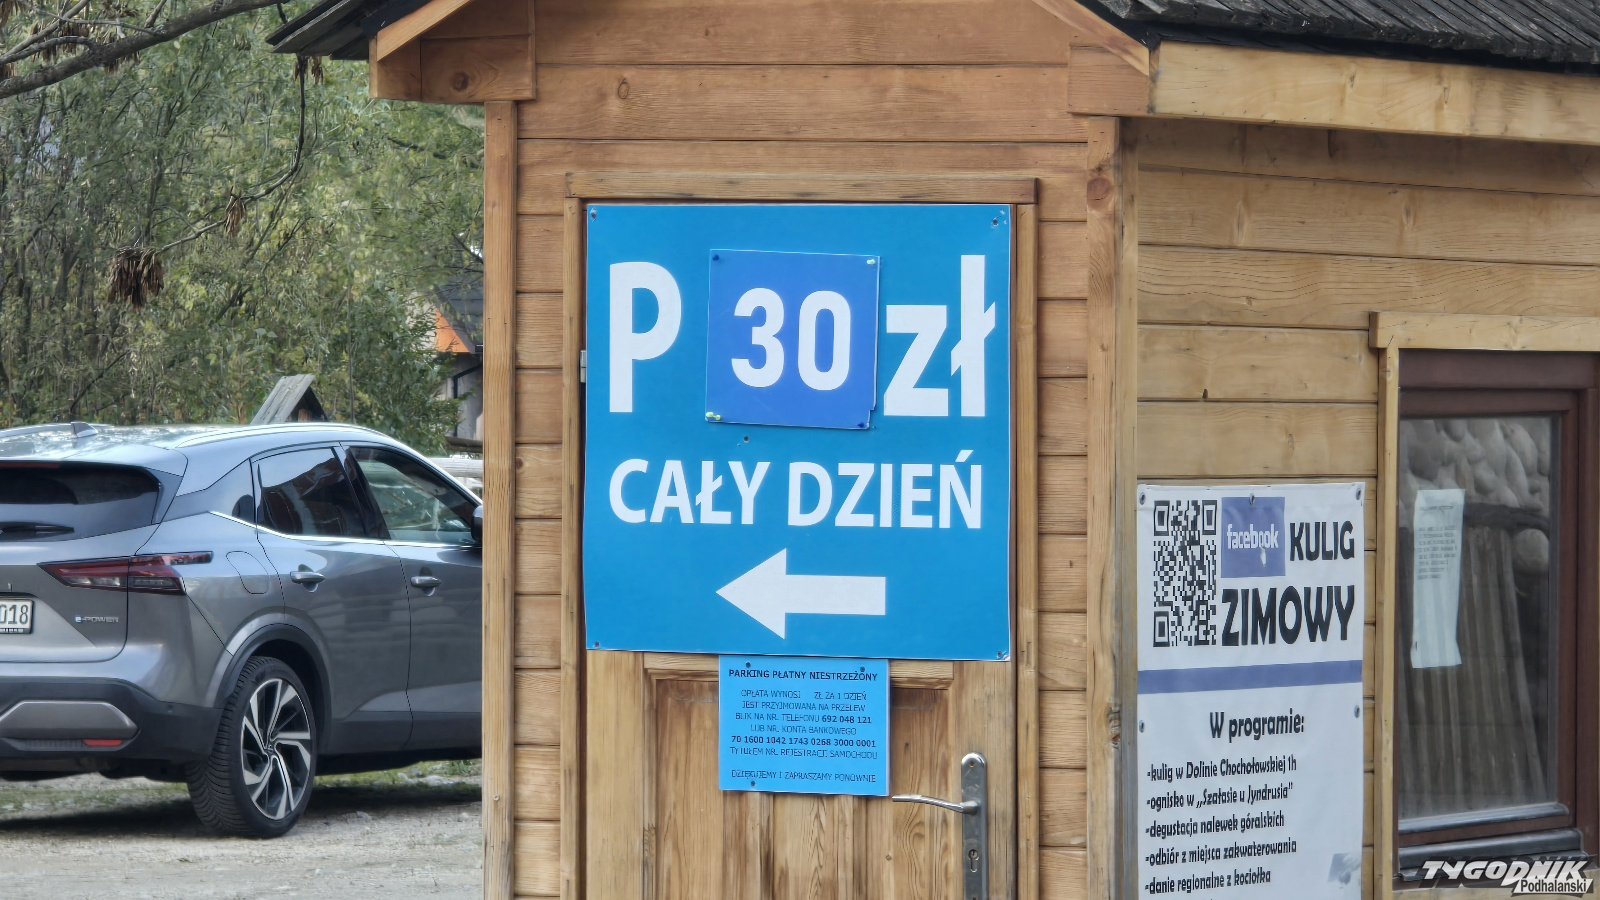 P 30 zł
CAŁY DZIEŃ
PARKING PŁATNY NIESTRZEŻONY
OPŁATA WYNOSI ZŁ ZA 1 DZIEŃ
JEST PRZYJMOWANA NA PRZELEW
BLIK NA NR. TELEFONU 692 048 121
LUB NR. KONTA BANKOWEGO
70 1600 1042 1743 0268 3000 0001
TYTUŁEM NR. REJESTRACJI SAMOCHODU
DZIĘKUJEMY I ZAPRASZAMY PONOWNIE
018
e-POWER
facebook KULIG
ZIMOWY
W programie:
-kulig w Dolinie Chochołowskiej 1h
-ognisko w „Szałasie u Jyndrusia"
-degustacja nalewek góralskich
-odbiór z miejsca zakwaterowania
-danie regionalne z kociołka
TYGODNIK
Podhalański